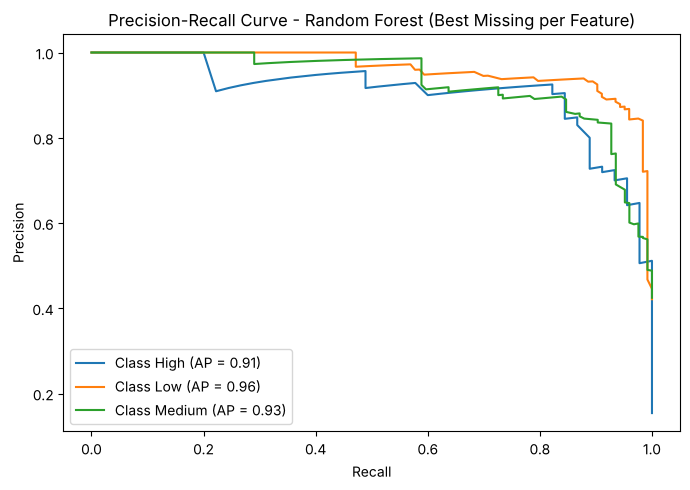 Precision-Recall Curve - Random Forest (Best Missing per Feature)
1.0
0.8
0.6
0.4
0.2
Precision
Class High (AP = 0.91)
Class Low (AP = 0.96)
Class Medium (AP = 0.93)
0.0 0.2 0.4 0.6 0.8 1.0
Recall